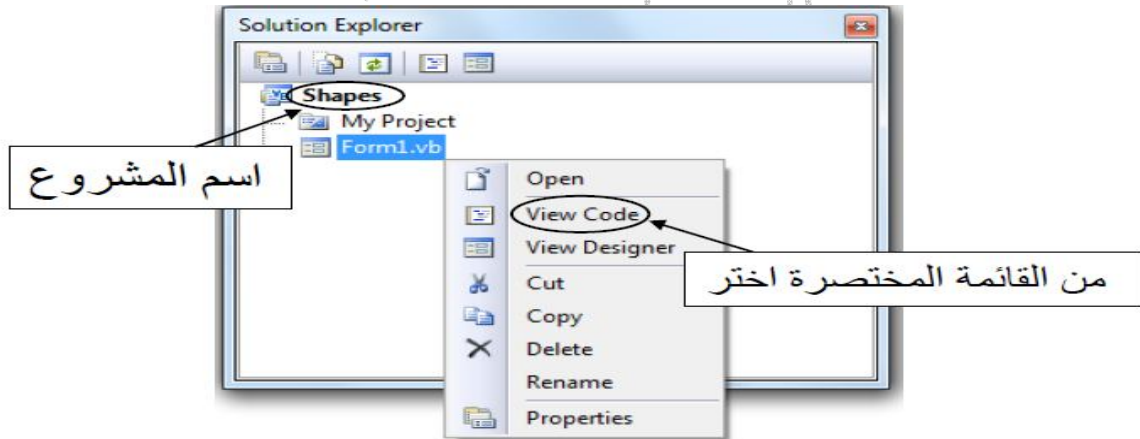 Solution Explorer
Shapes
My Project
Form1.vb
اسم المشروع
Open
View Code
View Designer
من القائمة المختصرة اختر
Cut
Copy
Delete
Rename
Properties